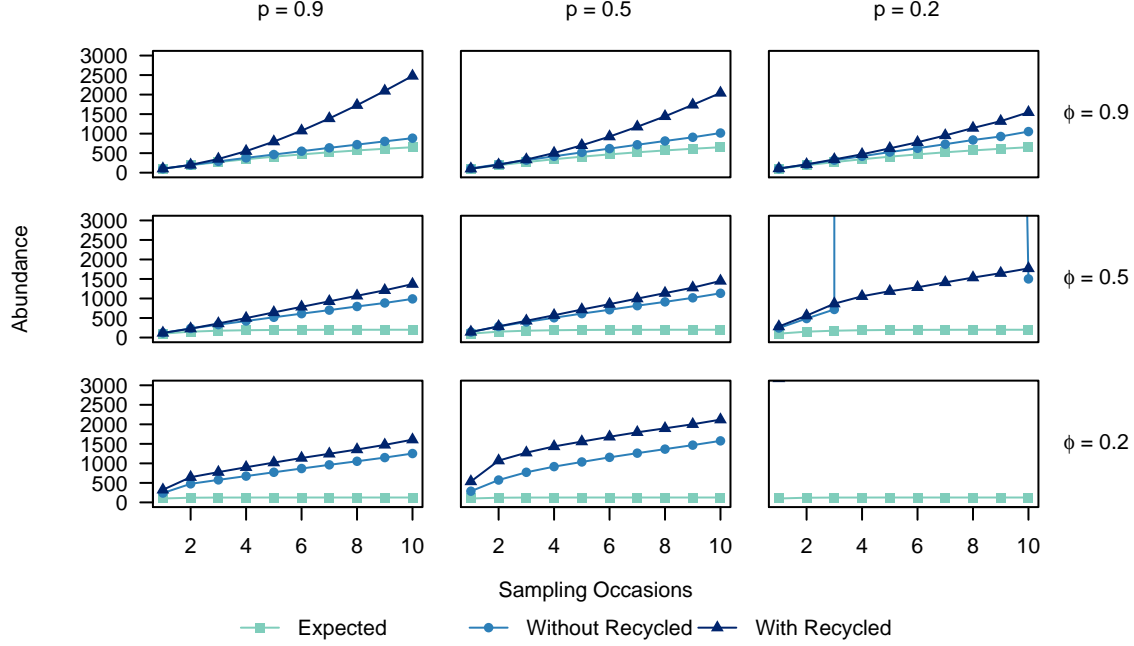 p = 0.9 p = 0.5 p = 0.2
3000
2500
2000
1500
1000
500
0
ϕ = 0.9
3000
2500
2000
1500
1000
500
0
ϕ = 0.5
Abundance
3000
2500
2000
1500
1000
500
0
ϕ = 0.2
2 4 6 8 10 2 4 6 8 10 2 4 6 8 10
Sampling Occasions
Expected Without Recycled With Recycled